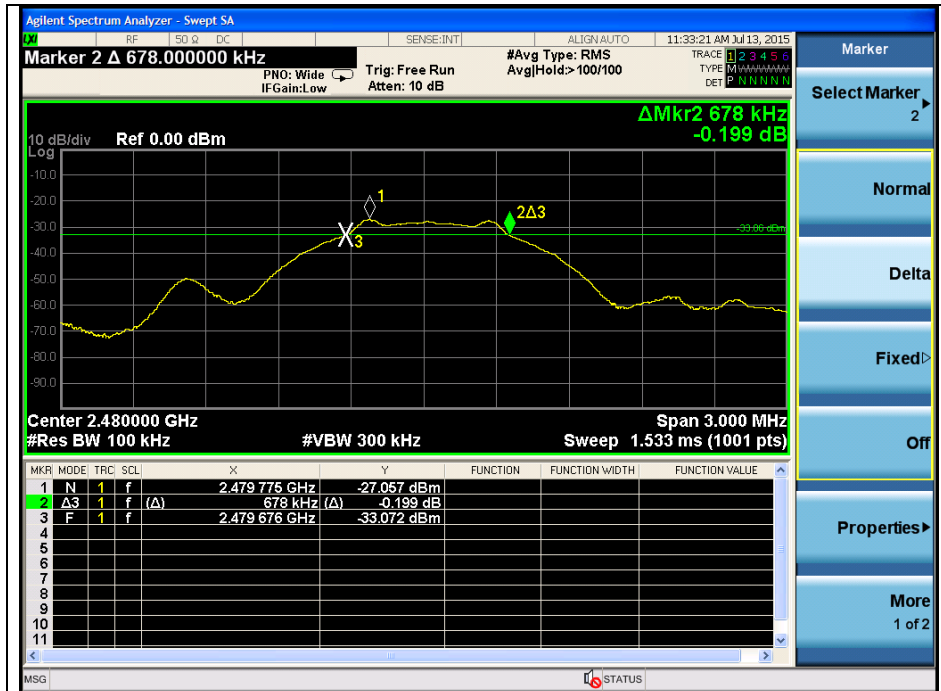 Agilent Spectrum Analyzer - Swept SA
LXI RF 50 Ω DC SENSE:INT ALIGN AUTO 11:33:21 AM Jul 13, 2015
Marker 2 Δ 678.000000 kHz
PNO: Wide
IFGain:Low
Trig: Free Run
Atten: 10 dB
#Avg Type: RMS
Avg|Hold:>100/100
TRACE 1 2 3 4 5 6
TYPE M
DET P N N N N N
ΔMkr2 678 kHz
-0.199 dB
10 dB/div Ref 0.00 dBm
Log
-10.0
-20.0
-30.0
-40.0
-50.0
-60.0
-70.0
-80.0
-90.0
1
2Δ3
3
-33.06 dBm
Center 2.480000 GHz Span 3.000 MHz
#Res BW 100 kHz #VBW 300 kHz Sweep 1.533 ms (1001 pts)
MKR MODE TRC SCL X Y FUNCTION FUNCTION WIDTH FUNCTION VALUE
1 N 1 f 2.479 775 GHz -27.057 dBm
2 Δ3 1 f (Δ) 678 kHz (Δ) -0.199 dB
3 F 1 f 2.479 676 GHz -33.072 dBm
4
5
6
7
8
9
10
11
MSG STATUS
Marker
Select Marker
2
Normal
Delta
Fixed
Off
Properties
More
1 of 2